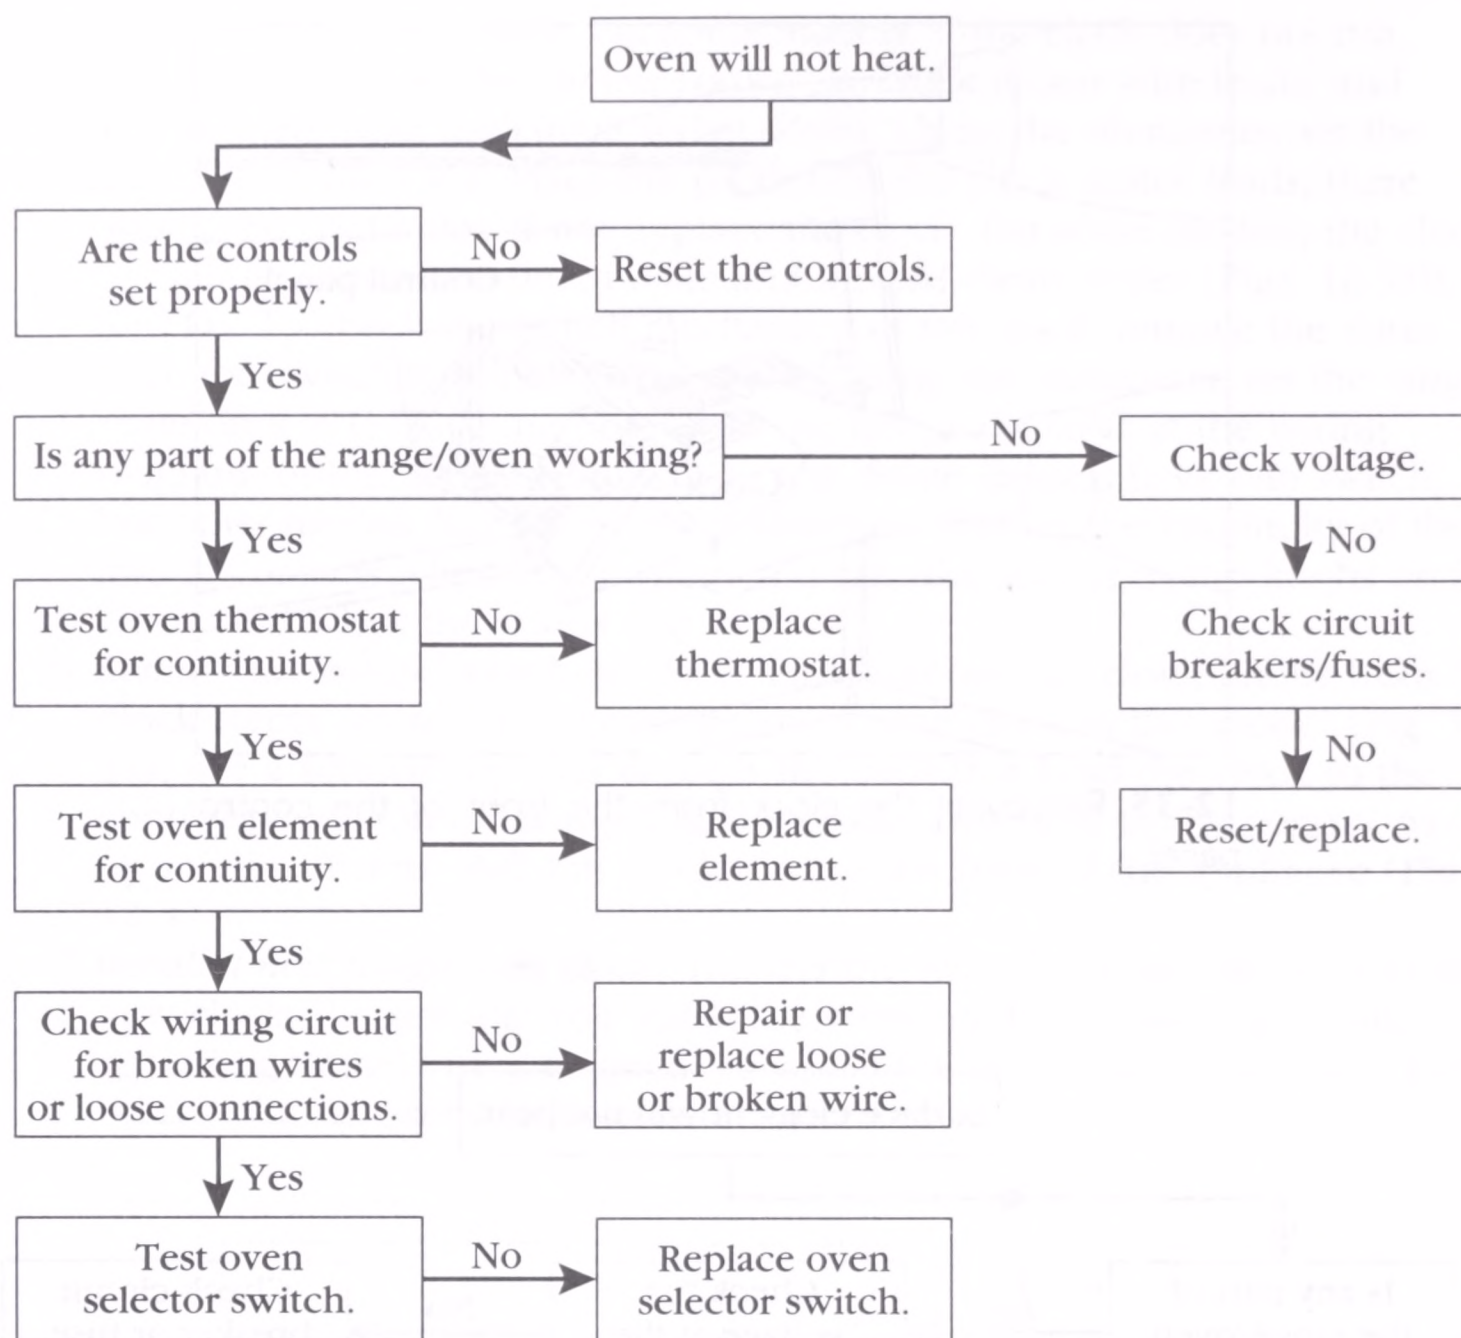 Oven will not heat.
Are the controls
set properly.
No
Reset the controls.
Yes
Is any part of the range/oven working?
No
Check voltage.
Yes
No
Test oven thermostat
for continuity.
No
Replace
thermostat.
Check circuit
breakers/fuses.
Yes
No
Test oven element
for continuity.
No
Replace
element.
Reset/replace.
Yes
Check wiring circuit
for broken wires
or loose connections.
No
Repair or
replace loose
or broken wire.
Yes
Test oven
selector switch.
No
Replace oven
selector switch.